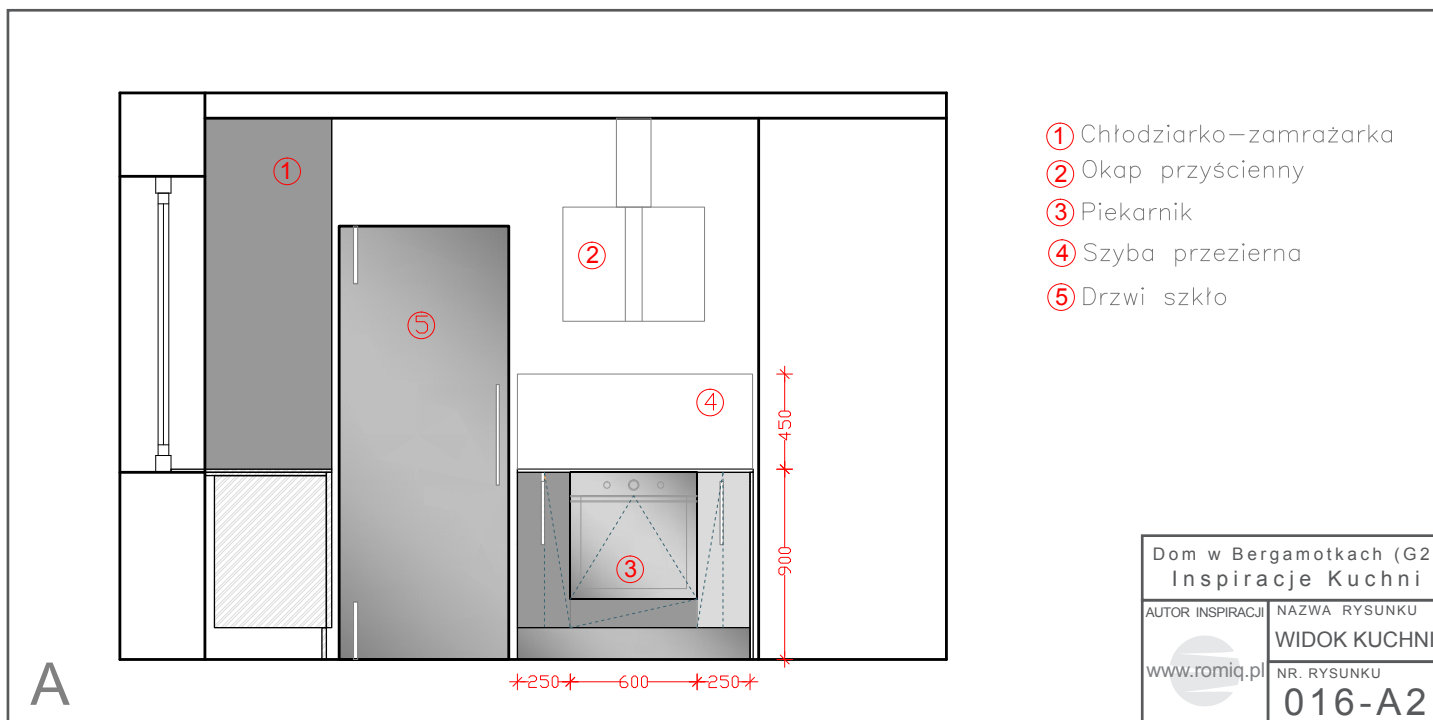 1 Chłodziarko-zamrażarka
2 Okap przyścienny
3 Piekarnik
4 Szyba przezierna
5 Drzwi szkło
1
2
5
4
3
450
900
250 600 250
A
Dom w Bergamotkach (G2
Inspiracje Kuchni
AUTOR INSPIRACJI
www.romiq.pl
NAZWA RYSUNKU
WIDOK KUCHNI
NR. RYSUNKU
016-A2